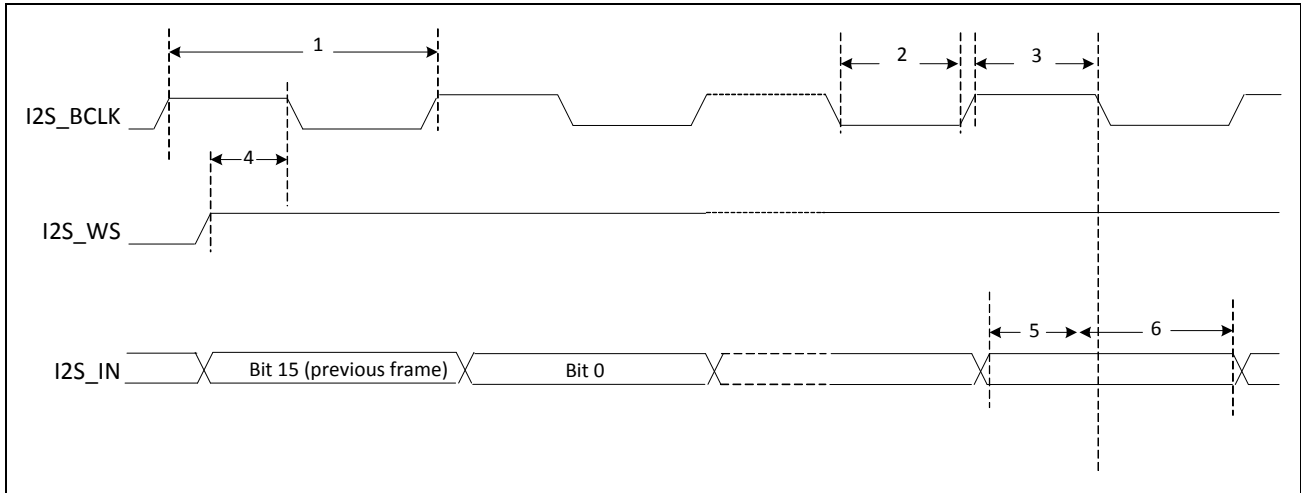 1
2
3
I2S_BCLK
4
I2S_WS
5
6
I2S_IN
Bit 15 (previous frame)
Bit 0